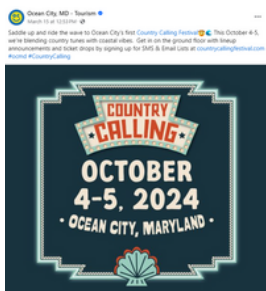 Ocean City, MD - Tourism
March 15 at 12:33 PM
Saddle up and ride the wave to Ocean City's first Country Calling Festival🤠🌊 This October 4-5,
we're blending country tunes with coastal vibes. Get in on the ground floor with lineup
announcements and ticket drops by signing up for SMS & Email Lists at countrycallingfestival.com.
#ocmd #CountryCalling
COUNTRY
CALLING
OCTOBER
4-5, 2024
• OCEAN CITY, MARYLAND •